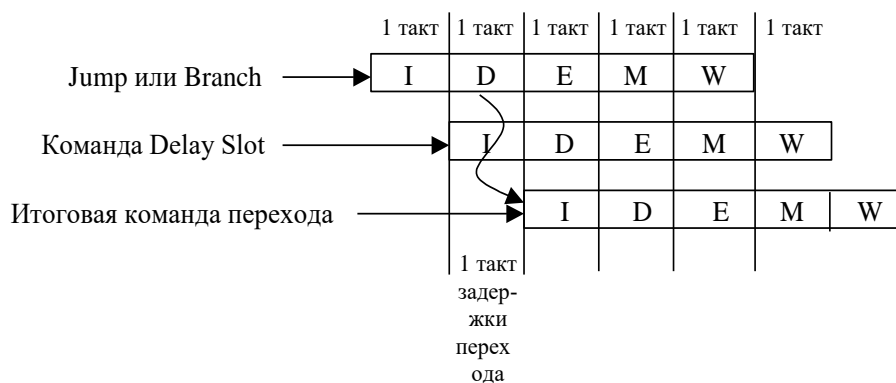 1 такт 1 такт 1 такт 1 такт 1 такт 1 такт
Jump или Branch I D E M W
Команда Delay Slot I D E M W
Итоговая команда перехода I D E M W
1 такт
задер-
жки
перех
ода